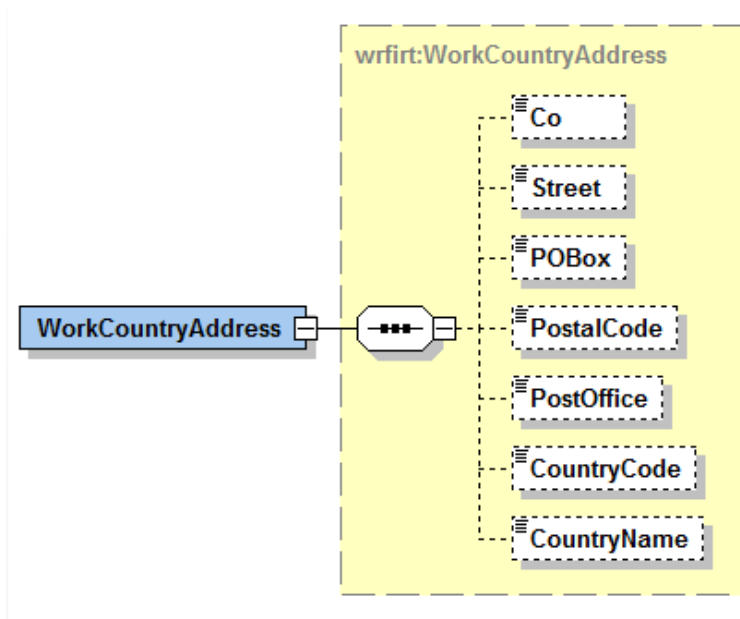 wrfirt:WorkCountryAddress
Co
Street
POBox
WorkCountryAddress
PostalCode
PostOffice
CountryCode
CountryName